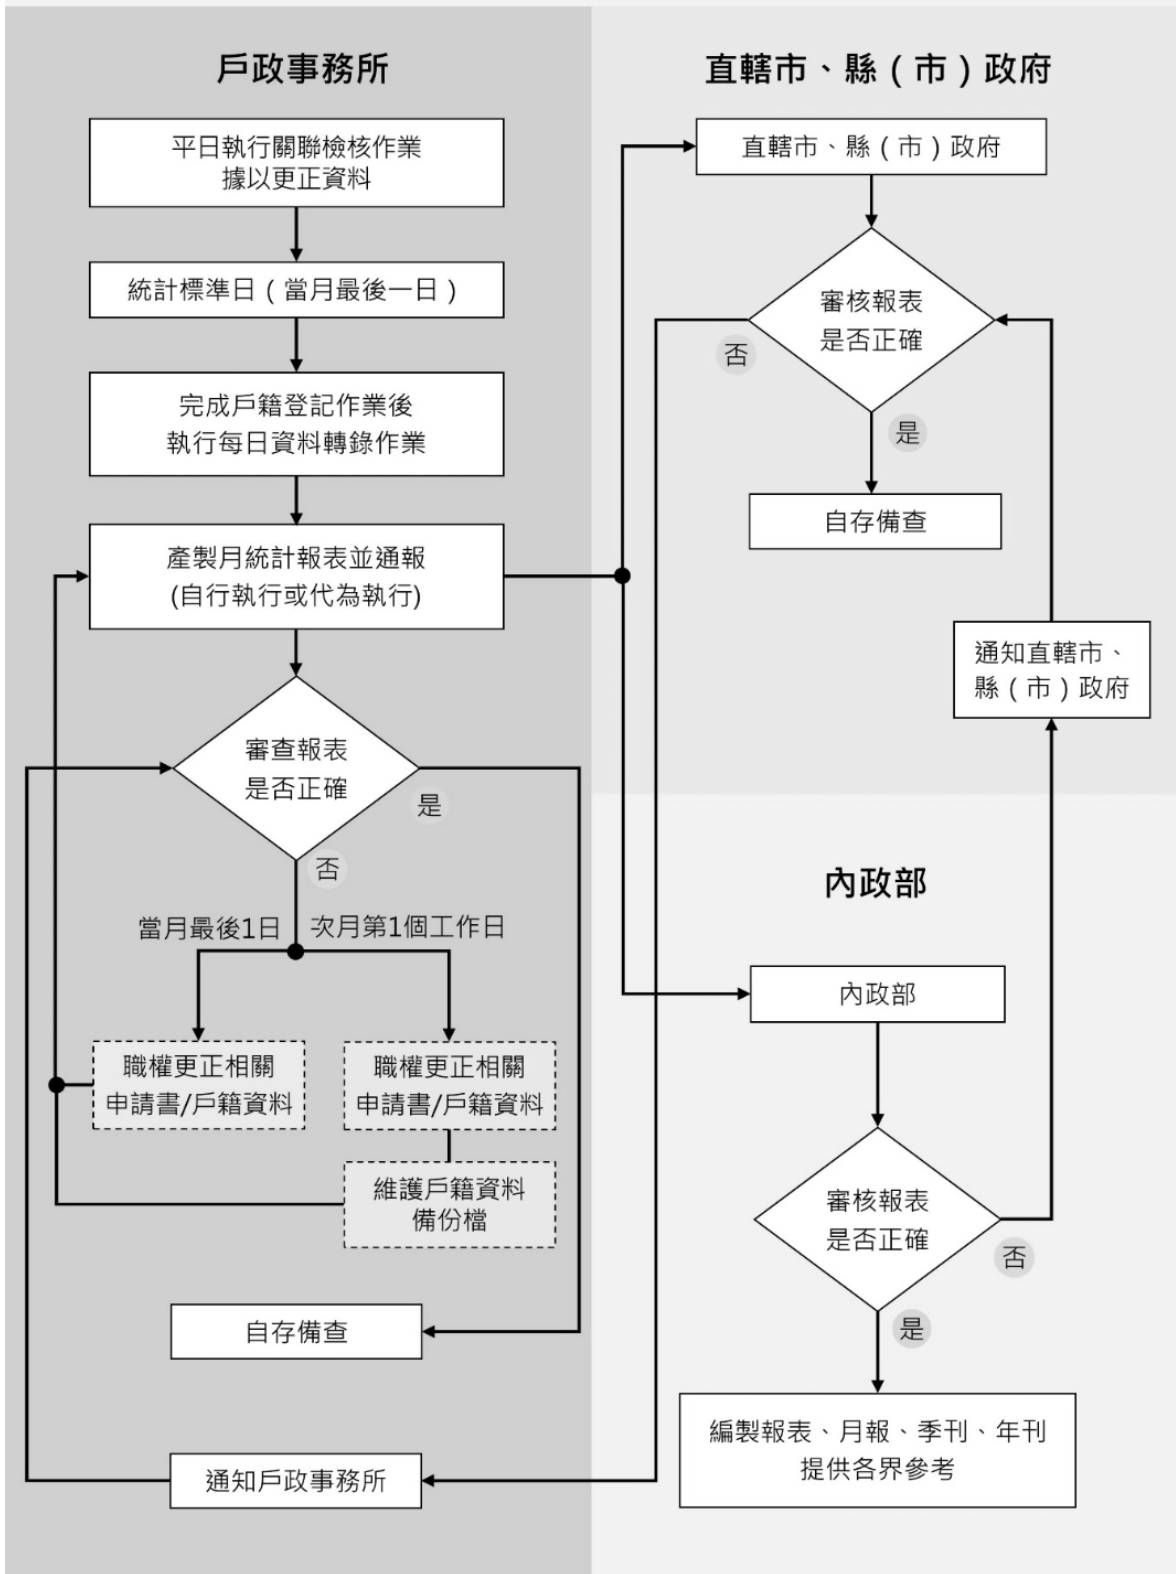 戶政事務所
平日執行關聯檢核作業
據以更正資料
統計標準日（當月最後一日）
完成戶籍登記作業後
執行每日資料轉錄作業
產製月統計報表並通報
(自行執行或代為執行)
審查報表
是否正確
是
否
當月最後1日
次月第1個工作日
職權更正相關
申請書/戶籍資料
職權更正相關
申請書/戶籍資料
維護戶籍資料
備份檔
自存備查
通知戶政事務所
直轄市、縣（市）政府
直轄市、縣（市）政府
審核報表
是否正確
否
是
自存備查
通知直轄市、
縣（市）政府
內政部
內政部
審核報表
是否正確
否
是
編製報表、月報、季刊、年刊
提供各界參考